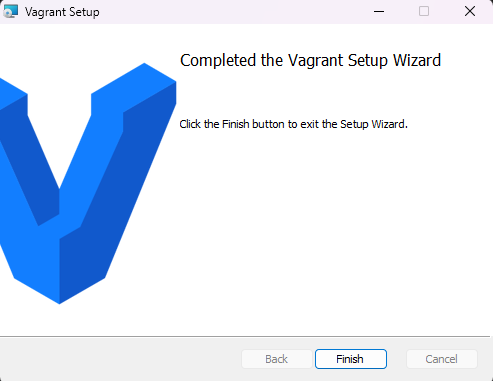 Vagrant Setup
Completed the Vagrant Setup Wizard
Click the Finish button to exit the Setup Wizard.
Back Finish Cancel